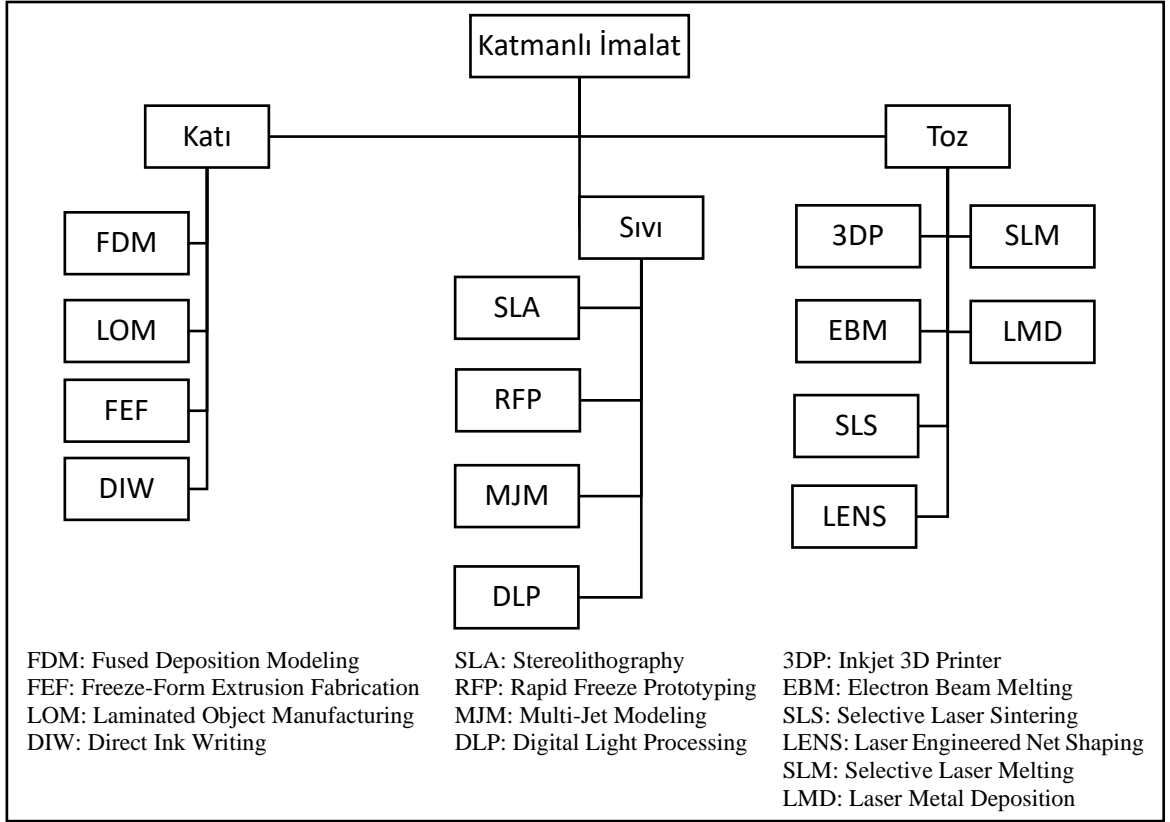 Katmanlı İmalat
Katı
Toz
Sıvı
FDM
LOM
FEF
DIW
SLA
RFP
MJM
DLP
3DP
SLM
EBM
LMD
SLS
LENS
FDM: Fused Deposition Modeling
FEF: Freeze-Form Extrusion Fabrication
LOM: Laminated Object Manufacturing
DIW: Direct Ink Writing
SLA: Stereolithography
RFP: Rapid Freeze Prototyping
MJM: Multi-Jet Modeling
DLP: Digital Light Processing
3DP: Inkjet 3D Printer
EBM: Electron Beam Melting
SLS: Selective Laser Sintering
LENS: Laser Engineered Net Shaping
SLM: Selective Laser Melting
LMD: Laser Metal Deposition